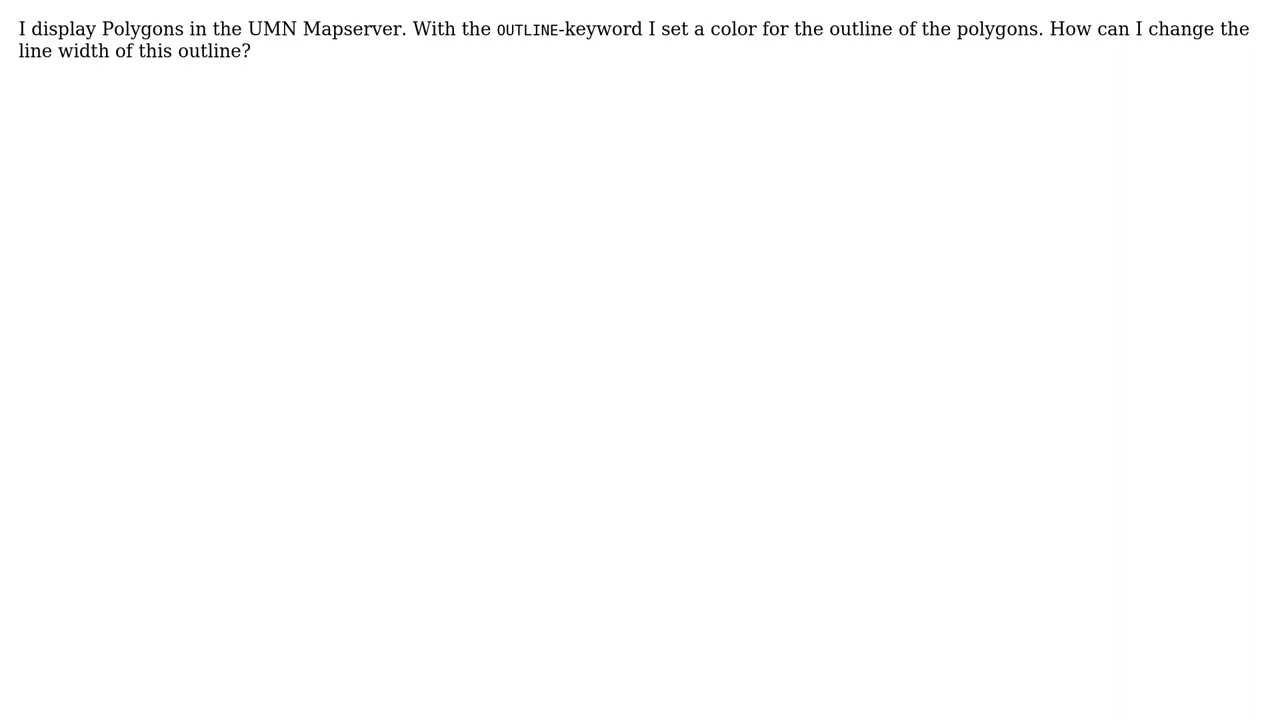 I display Polygons in the UMN Mapserver. With the OUTLINE-keyword I set a color for the outline of the polygons. How can I change the
line width of this outline?